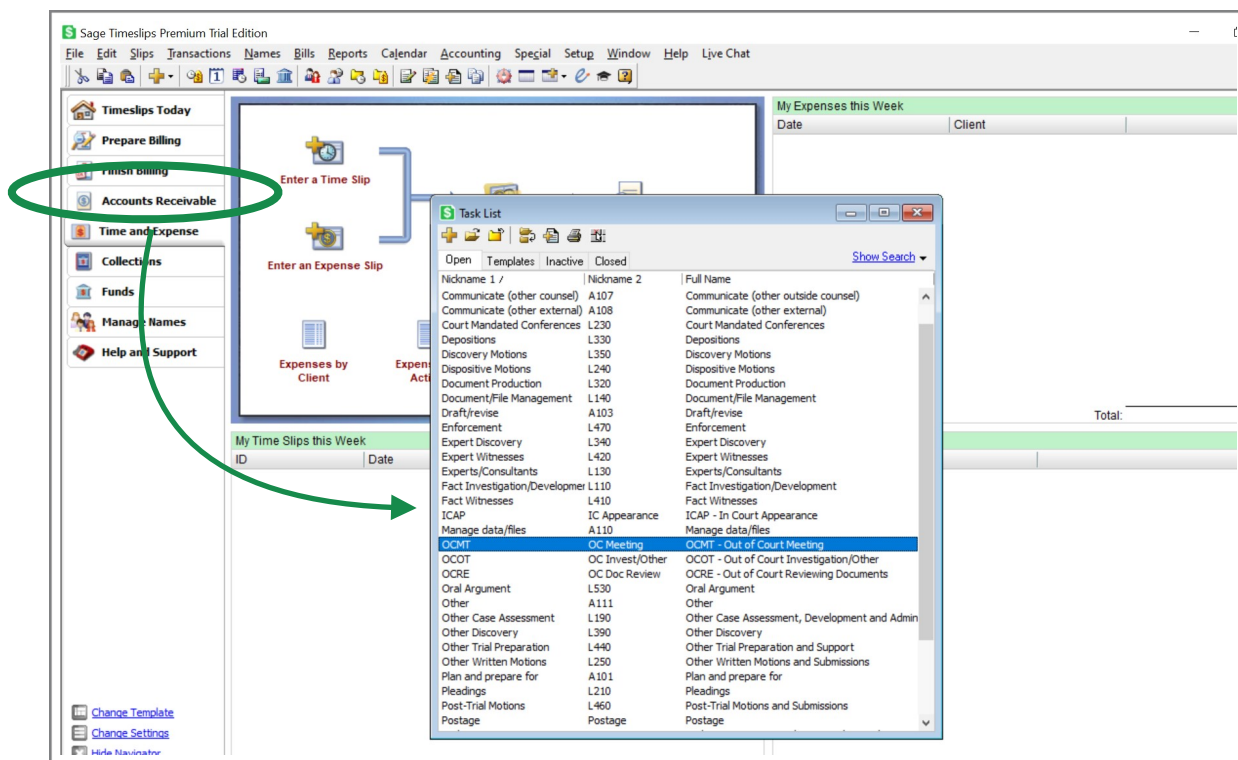 Sage Timeslips Premium Trial Edition
File Edit Slips Transactions Names Bills Reports Calendar Accounting Special Setup Window Help Live Chat
Timeslips Today
Prepare Billing
Finish Billing
Accounts Receivable
Time and Expense
Collections
Funds
Manage Names
Help and Support
Change Template
Change Settings
Hide Navigator
Enter a Time Slip
Enter an Expense Slip
Expenses by
Client
My Expenses this Week
Date Client
Total:
My Time Slips this Week
ID Date
Task List
Open Templates Inactive Closed Show Search
Nickname 1 / Nickname 2 Full Name
Communicate (other counsel) A107 Communicate (other outside counsel)
Communicate (other external) A108 Communicate (other external)
Court Mandated Conferences L230 Court Mandated Conferences
Depositions L330 Depositions
Discovery Motions L350 Discovery Motions
Dispositive Motions L240 Dispositive Motions
Document Production L320 Document Production
Document/File Management L140 Document/File Management
Draft/revise A103 Draft/revise
Enforcement L470 Enforcement
Expert Discovery L340 Expert Discovery
Expert Witnesses L420 Expert Witnesses
Experts/Consultants L130 Experts/Consultants
Fact Investigation/Developmer L110 Fact Investigation/Development
Fact Witnesses L410 Fact Witnesses
ICAP IC Appearance ICAP - In Court Appearance
Manage data/files A110 Manage data/files
OCMT OC Meeting OCMT - Out of Court Meeting
OCOT OC Invest/Other OCOT - Out of Court Investigation/Other
OCRE OC Doc Review OCRE - Out of Court Reviewing Documents
Oral Argument L530 Oral Argument
Other A111 Other
Other Case Assessment L190 Other Case Assessment, Development and Admin
Other Discovery L390 Other Discovery
Other Trial Preparation L440 Other Trial Preparation and Support
Other Written Motions L250 Other Written Motions and Submissions
Plan and prepare for A101 Plan and prepare for
Pleadings L210 Pleadings
Post-Trial Motions L460 Post-Trial Motions and Submissions
Postage Postage Postage